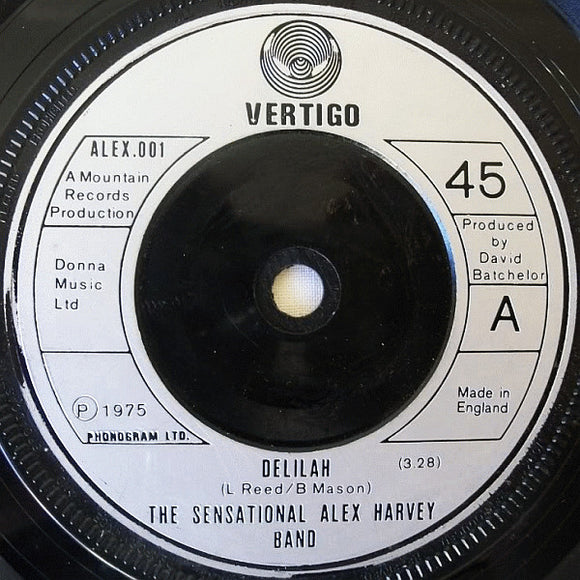 VERTIGO
ALEX.001
A Mountain
Records
Production
Donna
Music
Ltd
Ⓟ 1975
PHONOGRAM LTD.
45
Produced
by
David
Batchelor
A
Made in
England
DELILAH (3.28)
(L Reed/B Mason)
THE SENSATIONAL ALEX HARVEY
BAND